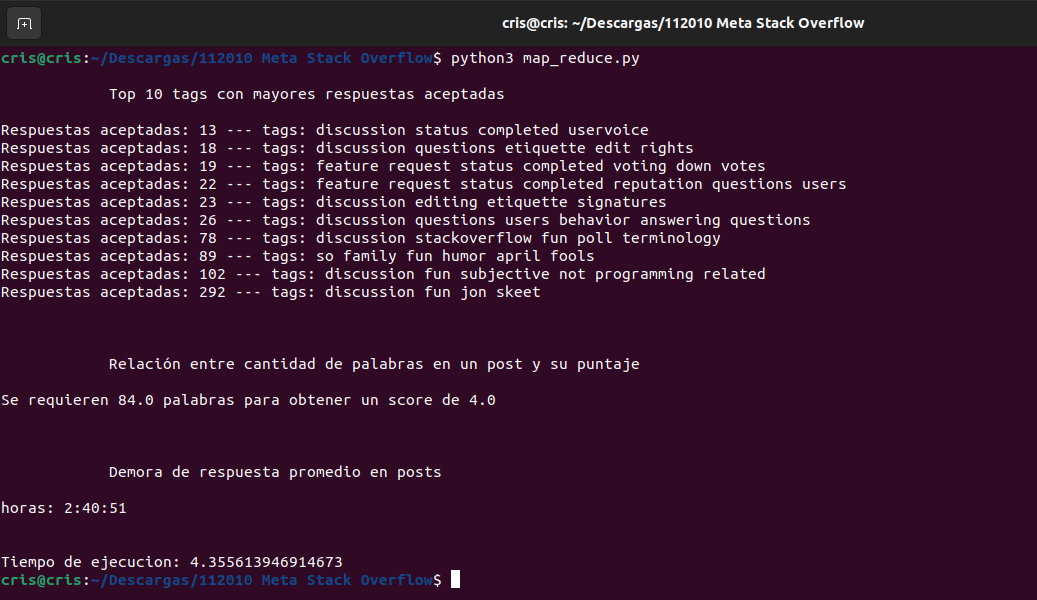 cris@cris: ~/Descargas/112010 Meta Stack Overflow
cris@cris:~/Descargas/112010 Meta Stack Overflow$ python3 map_reduce.py
Top 10 tags con mayores respuestas aceptadas
Respuestas aceptadas: 13 --- tags: discussion status completed uservoice
Respuestas aceptadas: 18 --- tags: discussion questions etiquette edit rights
Respuestas aceptadas: 19 --- tags: feature request status completed voting down votes
Respuestas aceptadas: 22 --- tags: feature request status completed reputation questions users
Respuestas aceptadas: 23 --- tags: discussion editing etiquette signatures
Respuestas aceptadas: 26 --- tags: discussion questions users behavior answering questions
Respuestas aceptadas: 78 --- tags: discussion stackoverflow fun poll terminology
Respuestas aceptadas: 89 --- tags: so family fun humor april fools
Respuestas aceptadas: 102 --- tags: discussion fun subjective not programming related
Respuestas aceptadas: 292 --- tags: discussion fun jon skeet
Relación entre cantidad de palabras en un post y su puntaje
Se requieren 84.0 palabras para obtener un score de 4.0
Demora de respuesta promedio en posts
horas: 2:40:51
Tiempo de ejecucion: 4.355613946914673
cris@cris:~/Descargas/112010 Meta Stack Overflow$